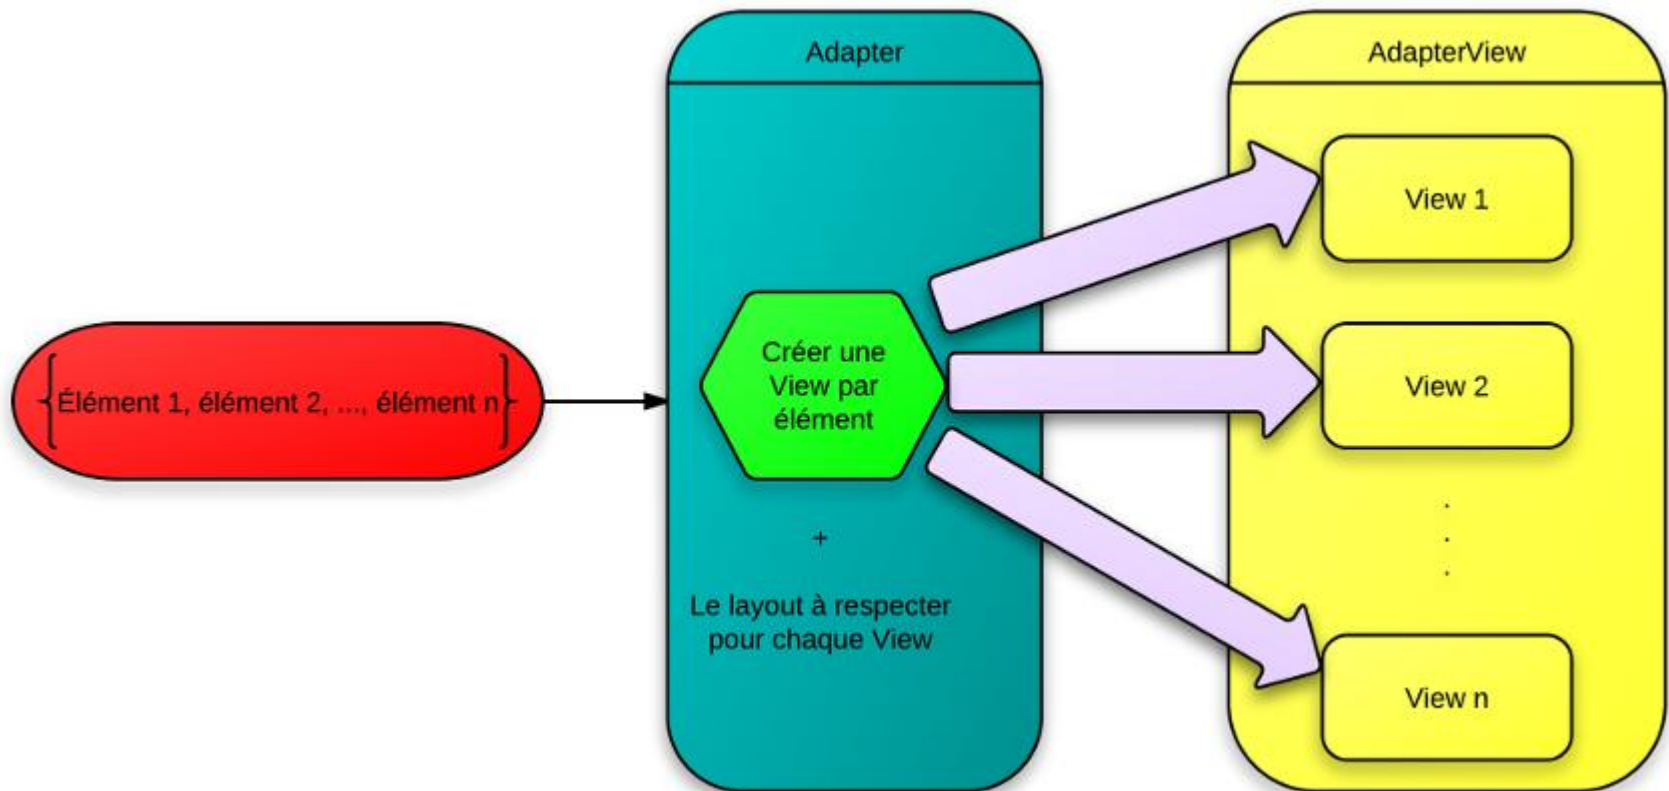 {Élément 1, élément 2, ..., élément n}
Adapter
Créer une
View par
élément
+
Le layout à respecter
pour chaque View
AdapterView
View 1
View 2
.
.
.
View n